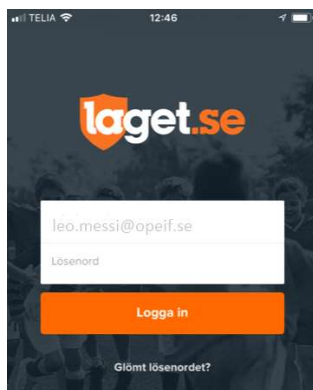 TELIA 12:46
laget.se
leo.messi@opeif.se
Lösenord
Logga in
Glömt lösenordet?